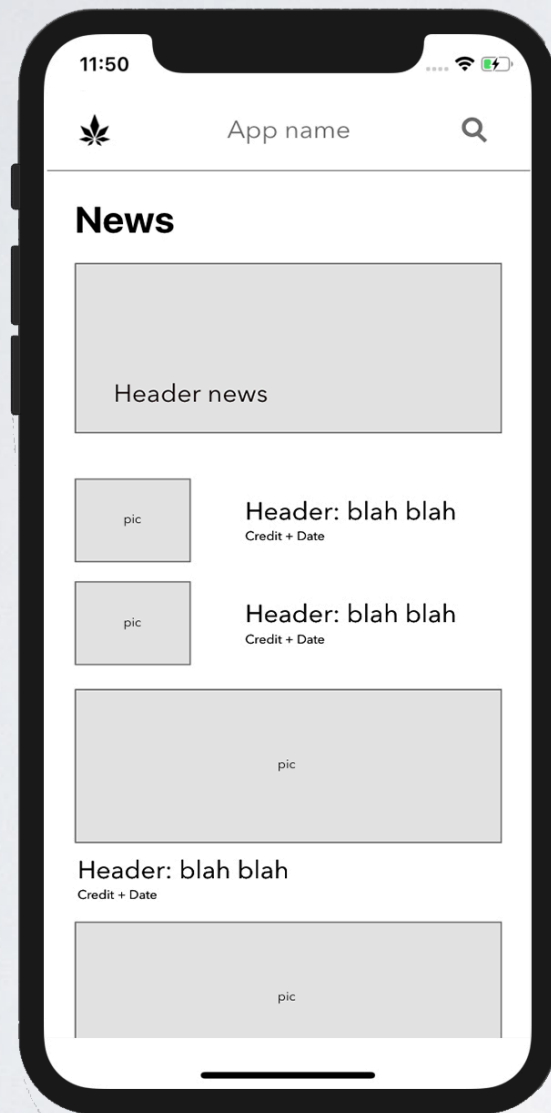 11:50
App name
News
Header news
pic
Header: blah blah
Credit + Date
pic
Header: blah blah
Credit + Date
pic
Header: blah blah
Credit + Date
pic